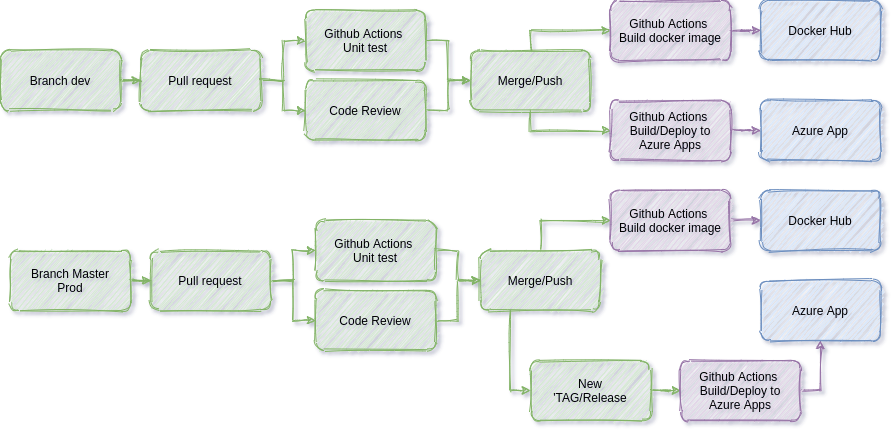 Branch dev
Pull request
Github Actions
Unit test
Code Review
Merge/Push
Github Actions
Build docker image
Docker Hub
Github Actions
Build/Deploy to
Azure Apps
Azure App
Branch Master
Prod
Pull request
Github Actions
Unit test
Code Review
Merge/Push
Github Actions
Build docker image
Docker Hub
Azure App
New
'TAG/Release
Github Actions
Build/Deploy to
Azure Apps